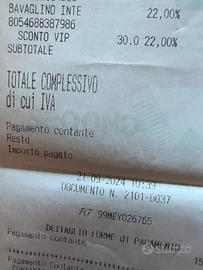 BAVAGLINO INTE 22,00%
8054688387986
SCONTO VIP 30.0 22,00%
SUBTOTALE
TOTALE COMPLESSIVO
di cui IVA
Pagamento contante
Resto
Importo pagato
21-09-2024 10:39
DOCUMENTO N. 2101-0037
RT 99MEY026765
DETTAGLIO FORME di PAGAMENTO
Pagamento Contante
subito